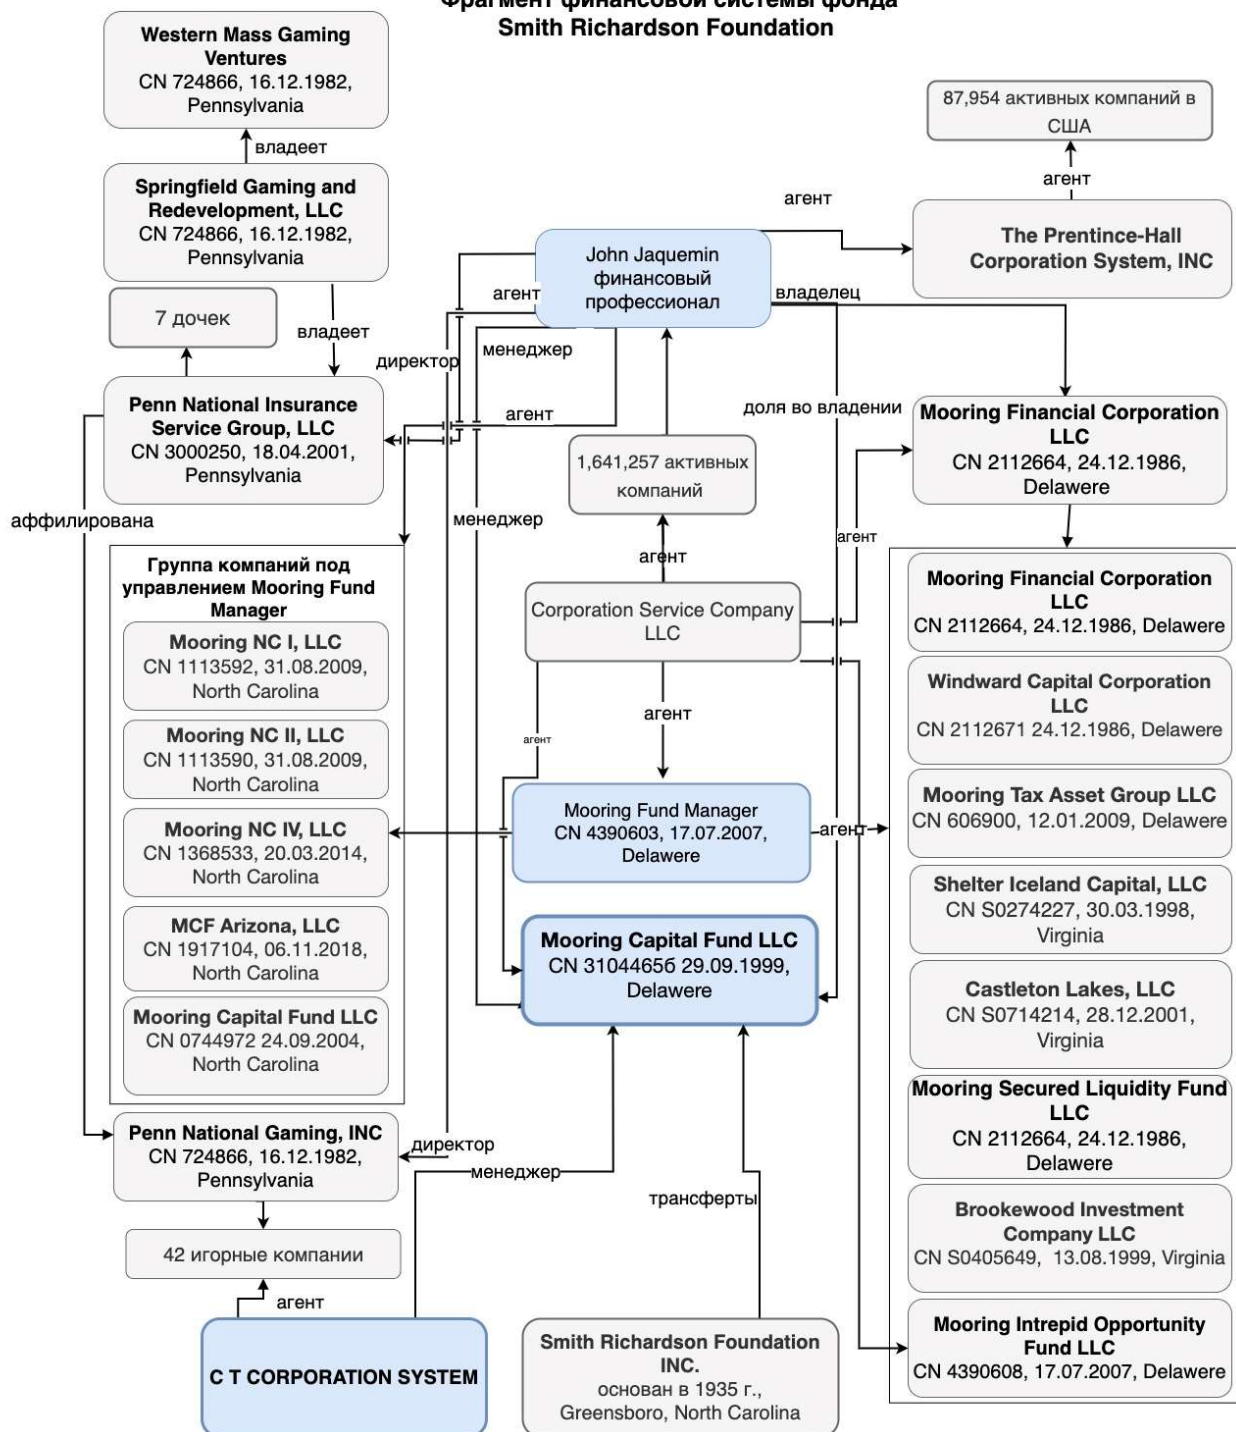 Фрагмент финансовой системы фонда
Smith Richardson Foundation
Western Mass Gaming
Ventures
CN 724866, 16.12.1982,
Pennsylvania
владеет
Springfield Gaming and
Redevelopment, LLC
CN 724866, 16.12.1982,
Pennsylvania
7 дочек
владеет
Penn National Insurance
Service Group, LLC
CN 3000250, 18.04.2001,
Pennsylvania
аффилирована
87,954 активных компаний в
США
агент
агент
The Prentince-Hall
Corporation System, INC
John Jaquemin
финансовый
профессионал
агент
владелец
директор
менеджер
агент
доля во владении
Mooring Financial Corporation
LLC
CN 2112664, 24.12.1986,
Delawere
1,641,257 активных
компаний
менеджер
агент
агент
Corporation Service Company
LLC
агент
агент
Группа компаний под
управлением Mooring Fund
Manager
Mooring NC I, LLC
CN 1113592, 31.08.2009,
North Carolina
Mooring NC II, LLC
CN 1113590, 31.08.2009,
North Carolina
Mooring NC IV, LLC
CN 1368533, 20.03.2014,
North Carolina
MCF Arizona, LLC
CN 1917104, 06.11.2018,
North Carolina
Mooring Capital Fund LLC
CN 0744972 24.09.2004,
North Carolina
Mooring Fund Manager
CN 4390603, 17.07.2007,
Delawere
агент
Mooring Capital Fund LLC
CN 31044656 29.09.1999,
Delawere
Mooring Financial Corporation
LLC
CN 2112664, 24.12.1986, Delawere
Windward Capital Corporation
LLC
CN 2112671 24.12.1986, Delawere
Mooring Tax Asset Group LLC
CN 606900, 12.01.2009, Delawere
Shelter Iceland Capital, LLC
CN S0274227, 30.03.1998,
Virginia
Castleton Lakes, LLC
CN S0714214, 28.12.2001,
Virginia
Mooring Secured Liquidity Fund
LLC
CN 2112664, 24.12.1986,
Delawere
Brookewood Investment
Company LLC
CN S0405649, 13.08.1999, Virginia
Mooring Intrepid Opportunity
Fund LLC
CN 4390608, 17.07.2007, Delawere
Penn National Gaming, INC
CN 724866, 16.12.1982,
Pennsylvania
директор
менеджер
трансферты
42 игорные компании
агент
C T CORPORATION SYSTEM
Smith Richardson Foundation
INC.
основан в 1935 г.,
Greensboro, North Carolina